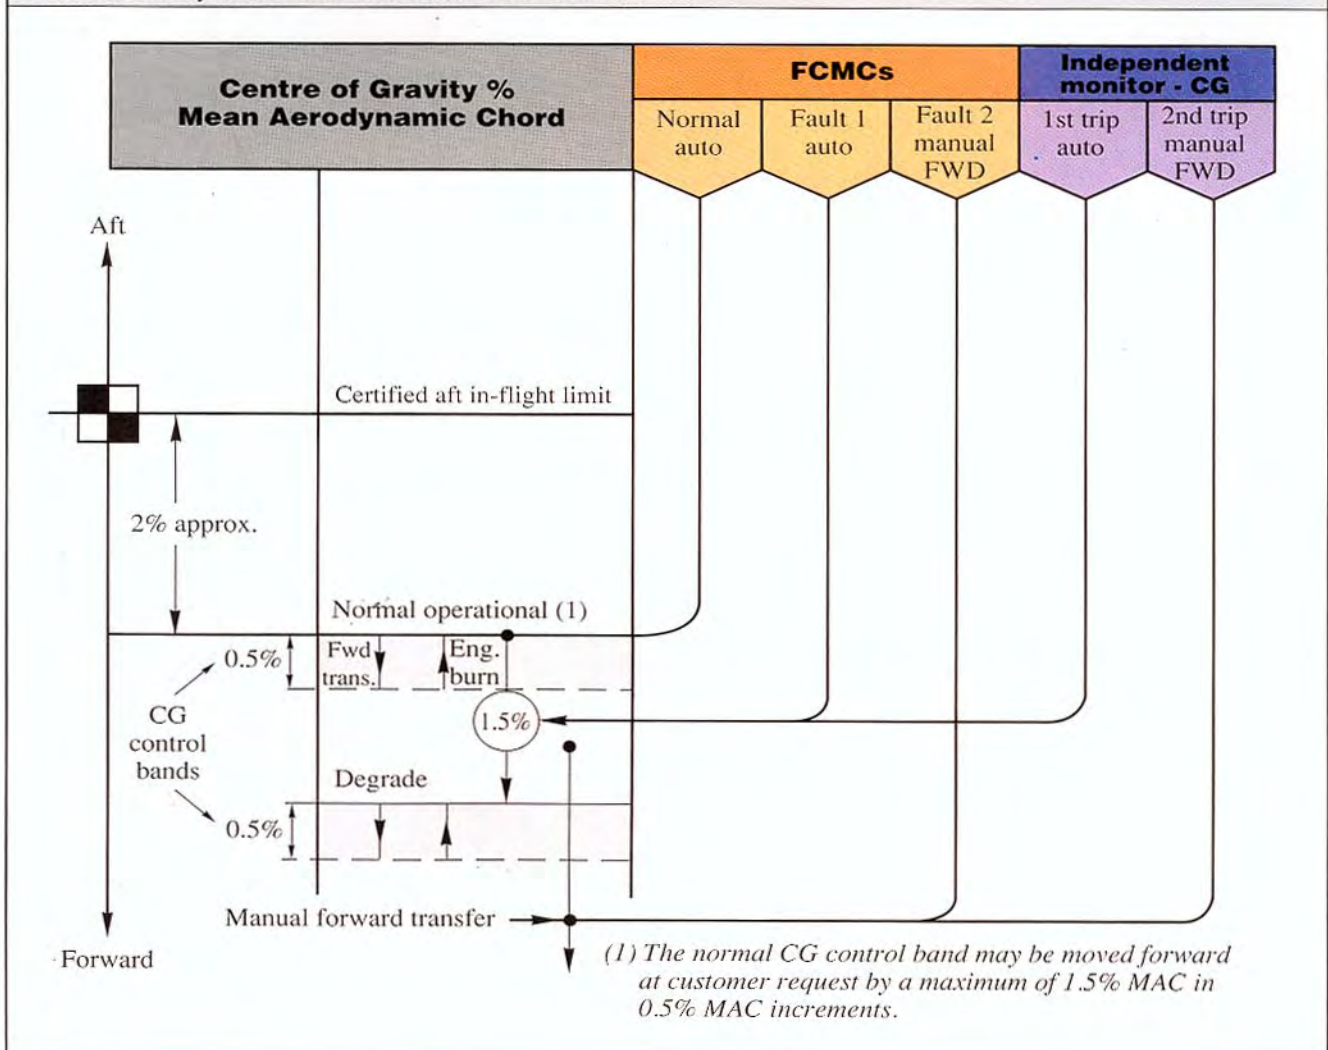 Centre of Gravity %
Mean Aerodynamic Chord
FCMCs
Independent
monitor - CG
Normal
auto
Fault 1
auto
Fault 2
manual
FWD
1st trip
auto
2nd trip
manual
FWD
Aft
Certified aft in-flight limit
2% approx.
Normal operational (1)
0.5%
Fwd
trans.
Eng.
burn
CG
control
bands
1.5%
Degrade
0.5%
Manual forward transfer
Forward
(1) The normal CG control band may be moved forward
at customer request by a maximum of 1.5% MAC in
0.5% MAC increments.